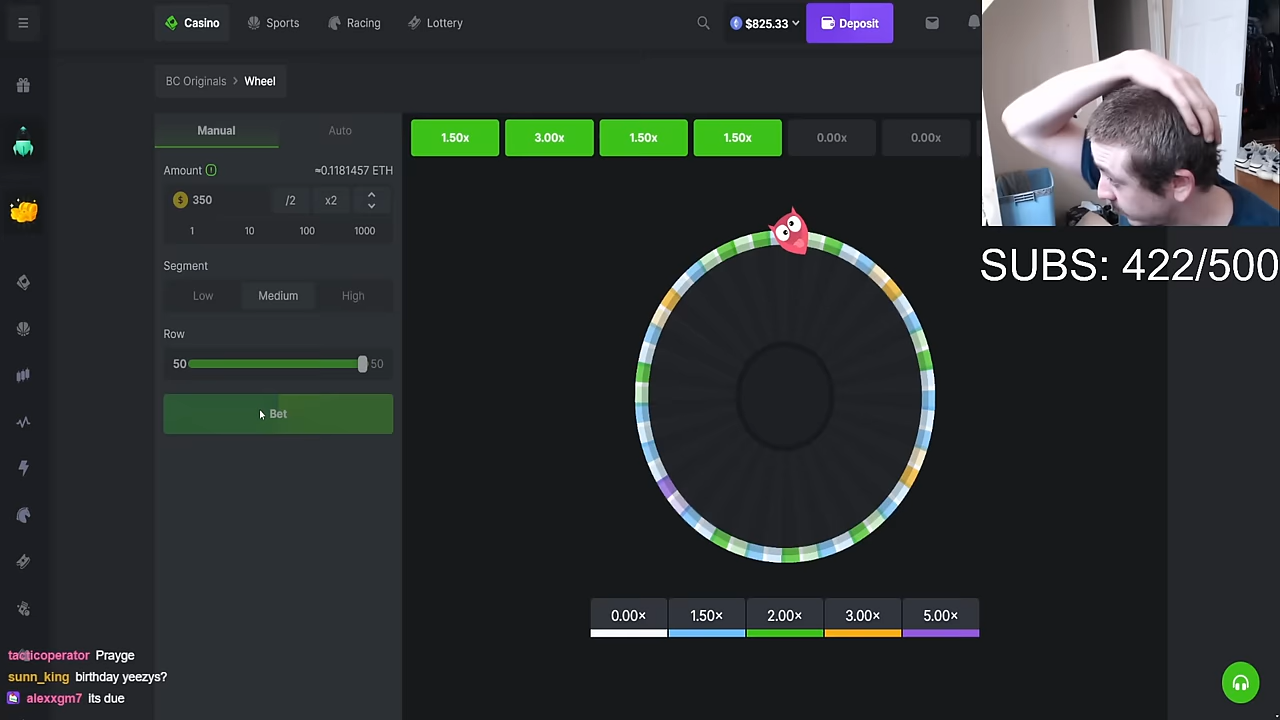 Casino Sports Racing Lottery $825.33 Deposit
BC Originals > Wheel
Manual Auto
1.50x 3.00x 1.50x 1.50x 0.00x 0.00x
Amount ≈0.1181457 ETH
$ 350 /2 x2
1 10 100 1000
Segment
Low Medium High
Row
50 50
Bet
SUBS: 422/500
0.00× 1.50× 2.00× 3.00× 5.00×
tacticoperator Prayge
sunn_king birthday yeezys?
alexxgm7 its due